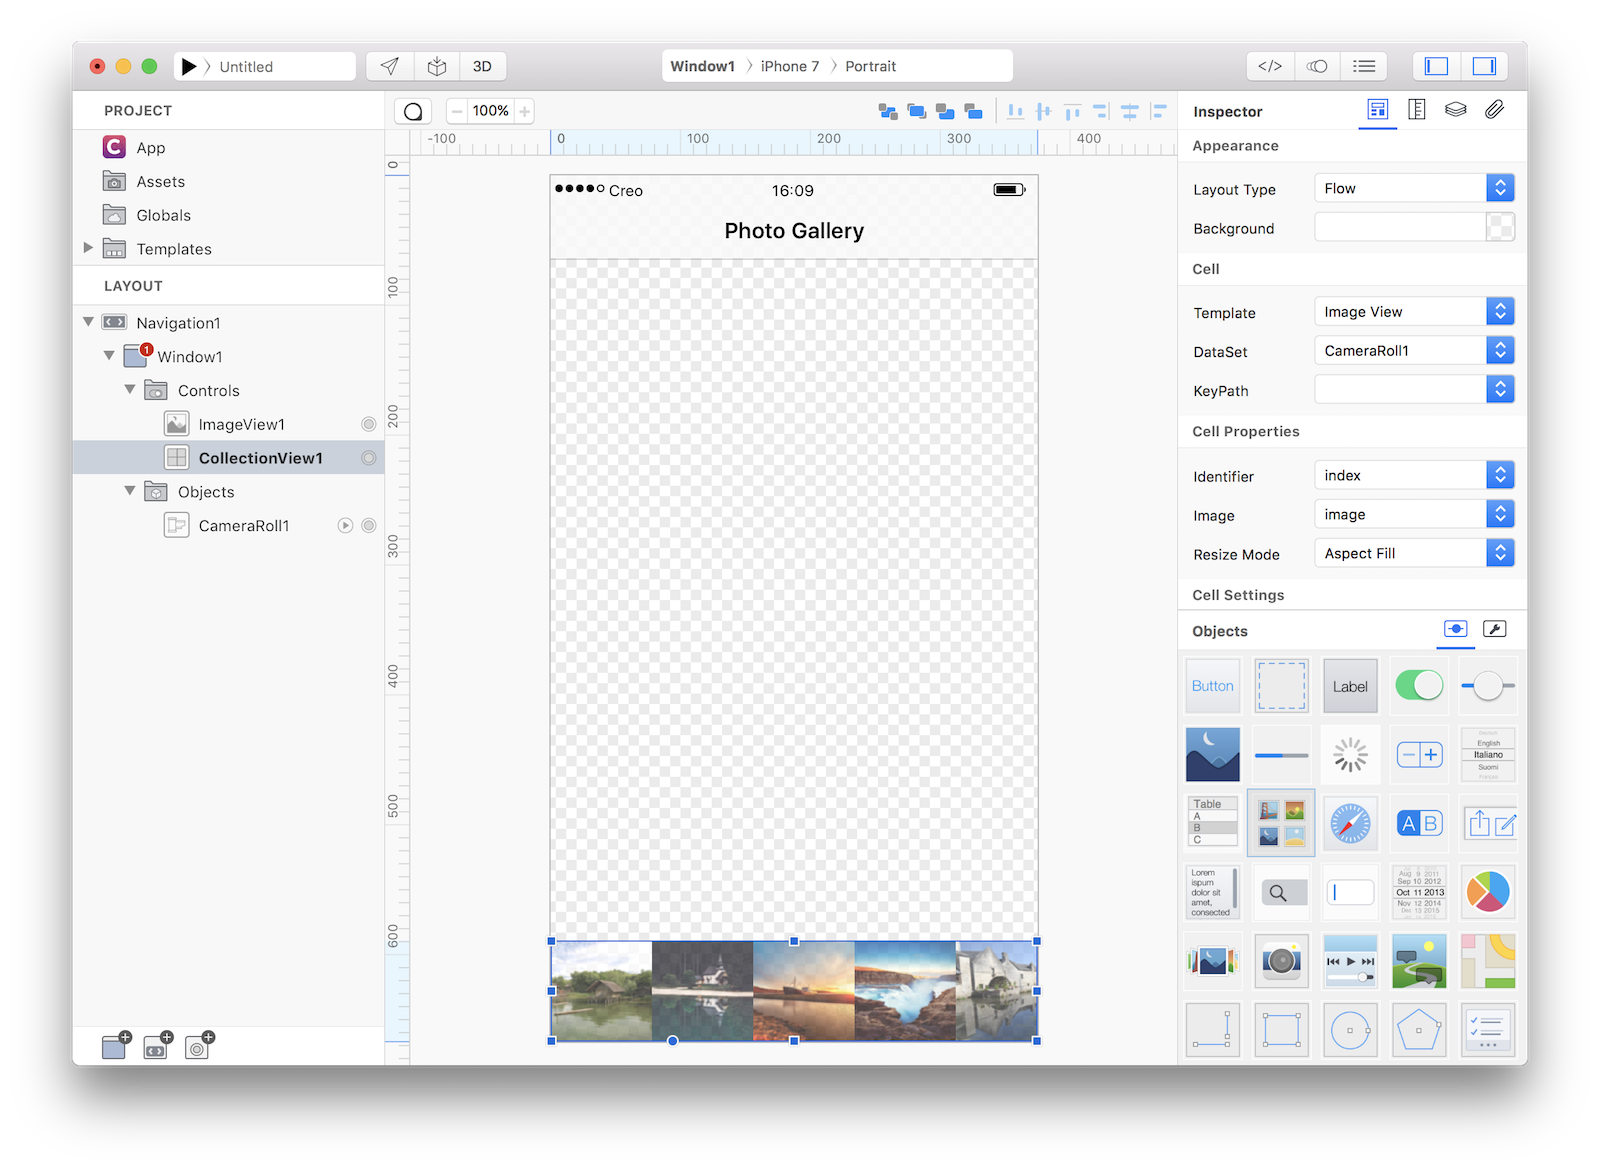 Untitled
3D
Window1 > iPhone 7 > Portrait
</>
PROJECT
App
Assets
Globals
Templates
LAYOUT
Navigation1
1
Window1
Controls
ImageView1
CollectionView1
Objects
CameraRoll1
100%
-100 0 100 200 300 400
0
100
200
300
400
500
600
Creo 16:09
Photo Gallery
Inspector
Appearance
Layout Type Flow
Background
Cell
Template Image View
DataSet CameraRoll1
KeyPath
Cell Properties
Identifier index
Image image
Resize Mode Aspect Fill
Cell Settings
Objects
Button
Label
English
Italiano
Suomi
Table
A
B
C
A B
Lorem
ispum
dolor sit
amet,
consected
Aug 9 2011
Sep 10 2012
Oct 11 2013
Nov 12 2014
Dec 13 2015